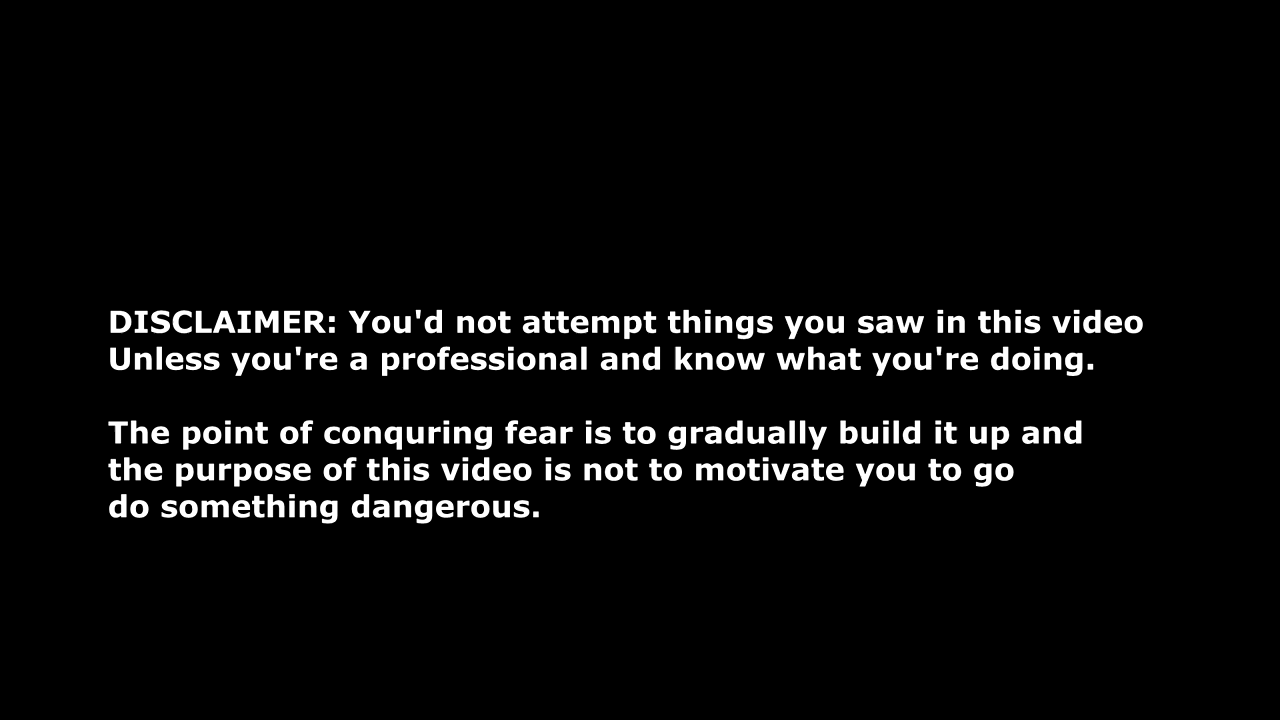 DISCLAIMER: You'd not attempt things you saw in this video
Unless you're a professional and know what you're doing.
The point of conquring fear is to gradually build it up and
the purpose of this video is not to motivate you to go
do something dangerous.